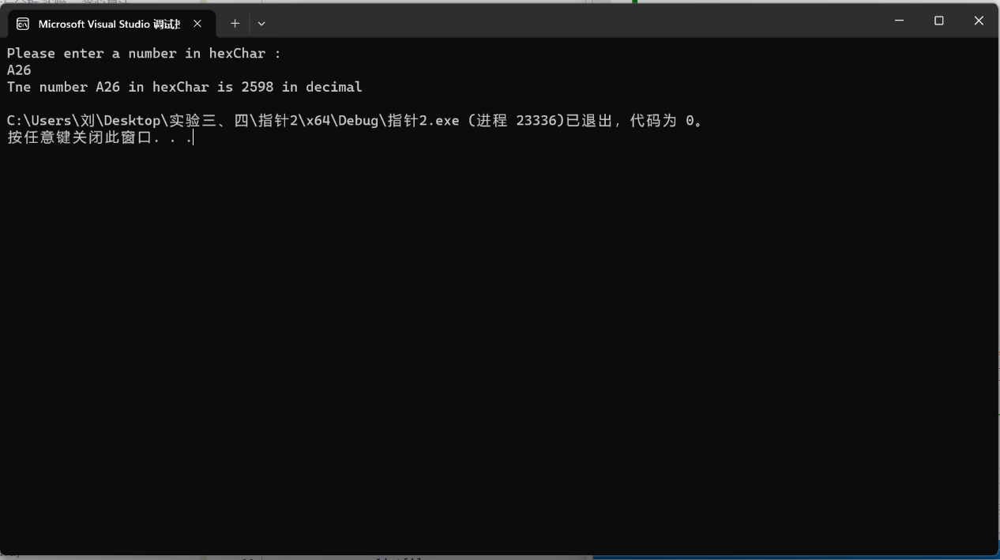 Microsoft Visual Studio 调试
Please enter a number in hexChar :
A26
Tne number A26 in hexChar is 2598 in decimal
C:\Users\刘\Desktop\实验三、四\指针2\x64\Debug\指针2.exe (进程 23336)已退出，代码为 0。
按任意键关闭此窗口. . .